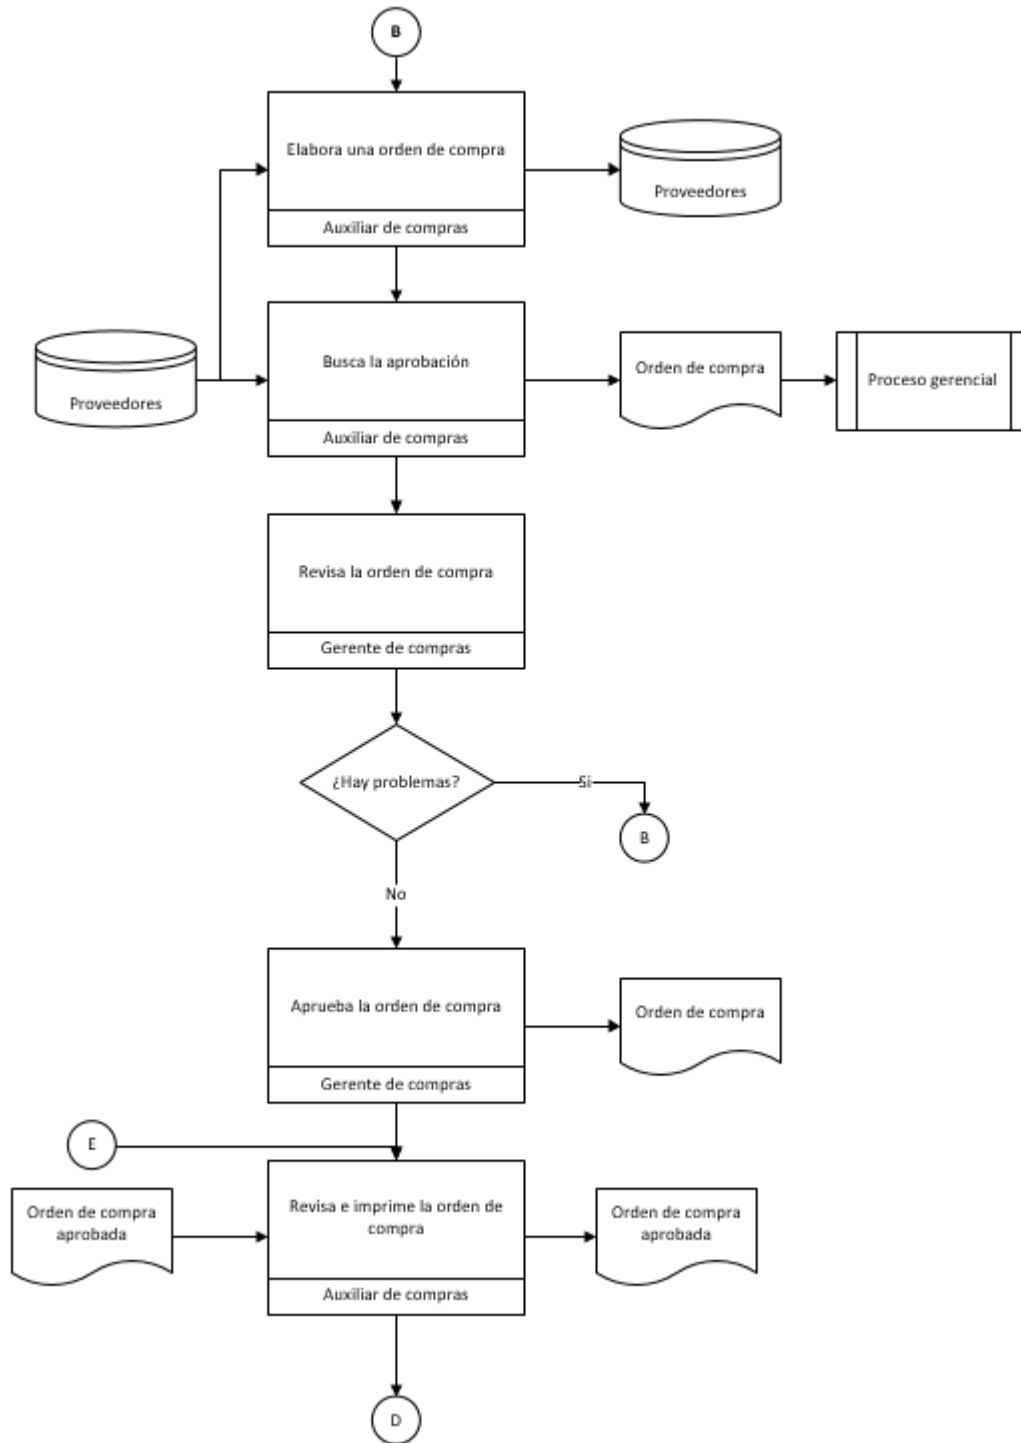 B
Elabora una orden de compra
Proveedores
Auxiliar de compras
Busca la aprobación
Orden de compra
Proceso gerencial
Proveedores
Auxiliar de compras
Revisa la orden de compra
Gerente de compras
¿Hay problemas?
Si
B
No
Aprueba la orden de compra
Orden de compra
Gerente de compras
E
Orden de compra
aprobada
Revisa e imprime la orden de
compra
Orden de compra
aprobada
Auxiliar de compras
D